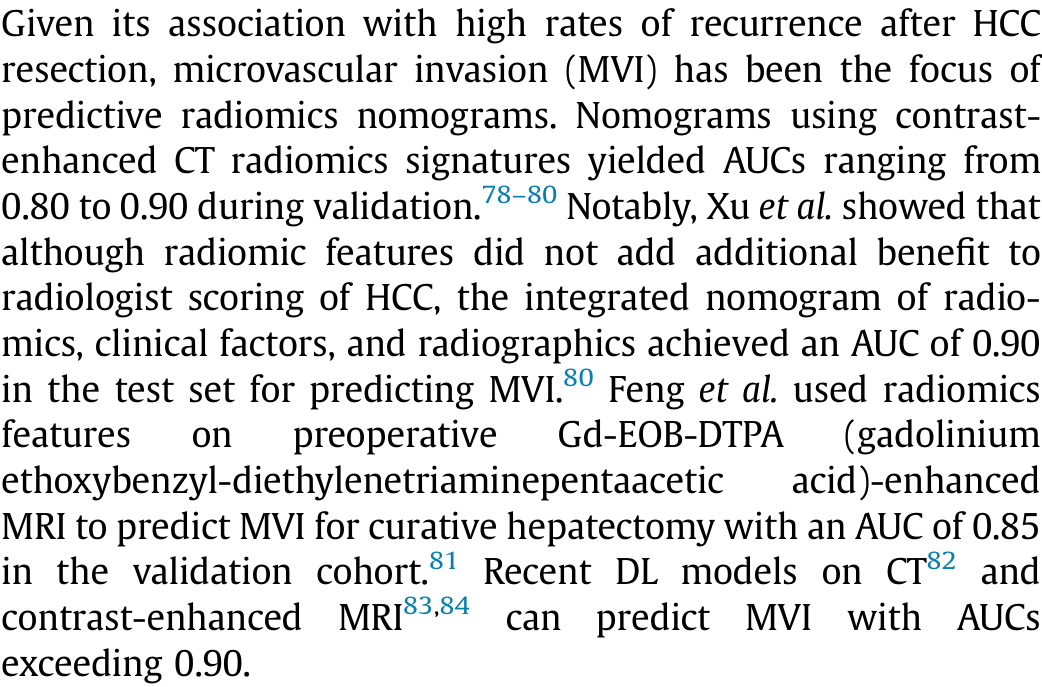 Given its association with high rates of recurrence after HCC
resection, microvascular invasion (MVI) has been the focus of
predictive radiomics nomograms. Nomograms using contrast-
enhanced CT radiomics signatures yielded AUCs ranging from
0.80 to 0.90 during validation.78–80 Notably, Xu et al. showed that
although radiomic features did not add additional benefit to
radiologist scoring of HCC, the integrated nomogram of radio-
mics, clinical factors, and radiographics achieved an AUC of 0.90
in the test set for predicting MVI.80 Feng et al. used radiomics
features on preoperative Gd-EOB-DTPA (gadolinium
ethoxybenzyl-diethylenetriaminepentaacetic acid)-enhanced
MRI to predict MVI for curative hepatectomy with an AUC of 0.85
in the validation cohort.81 Recent DL models on CT82 and
contrast-enhanced MRI83,84 can predict MVI with AUCs
exceeding 0.90.